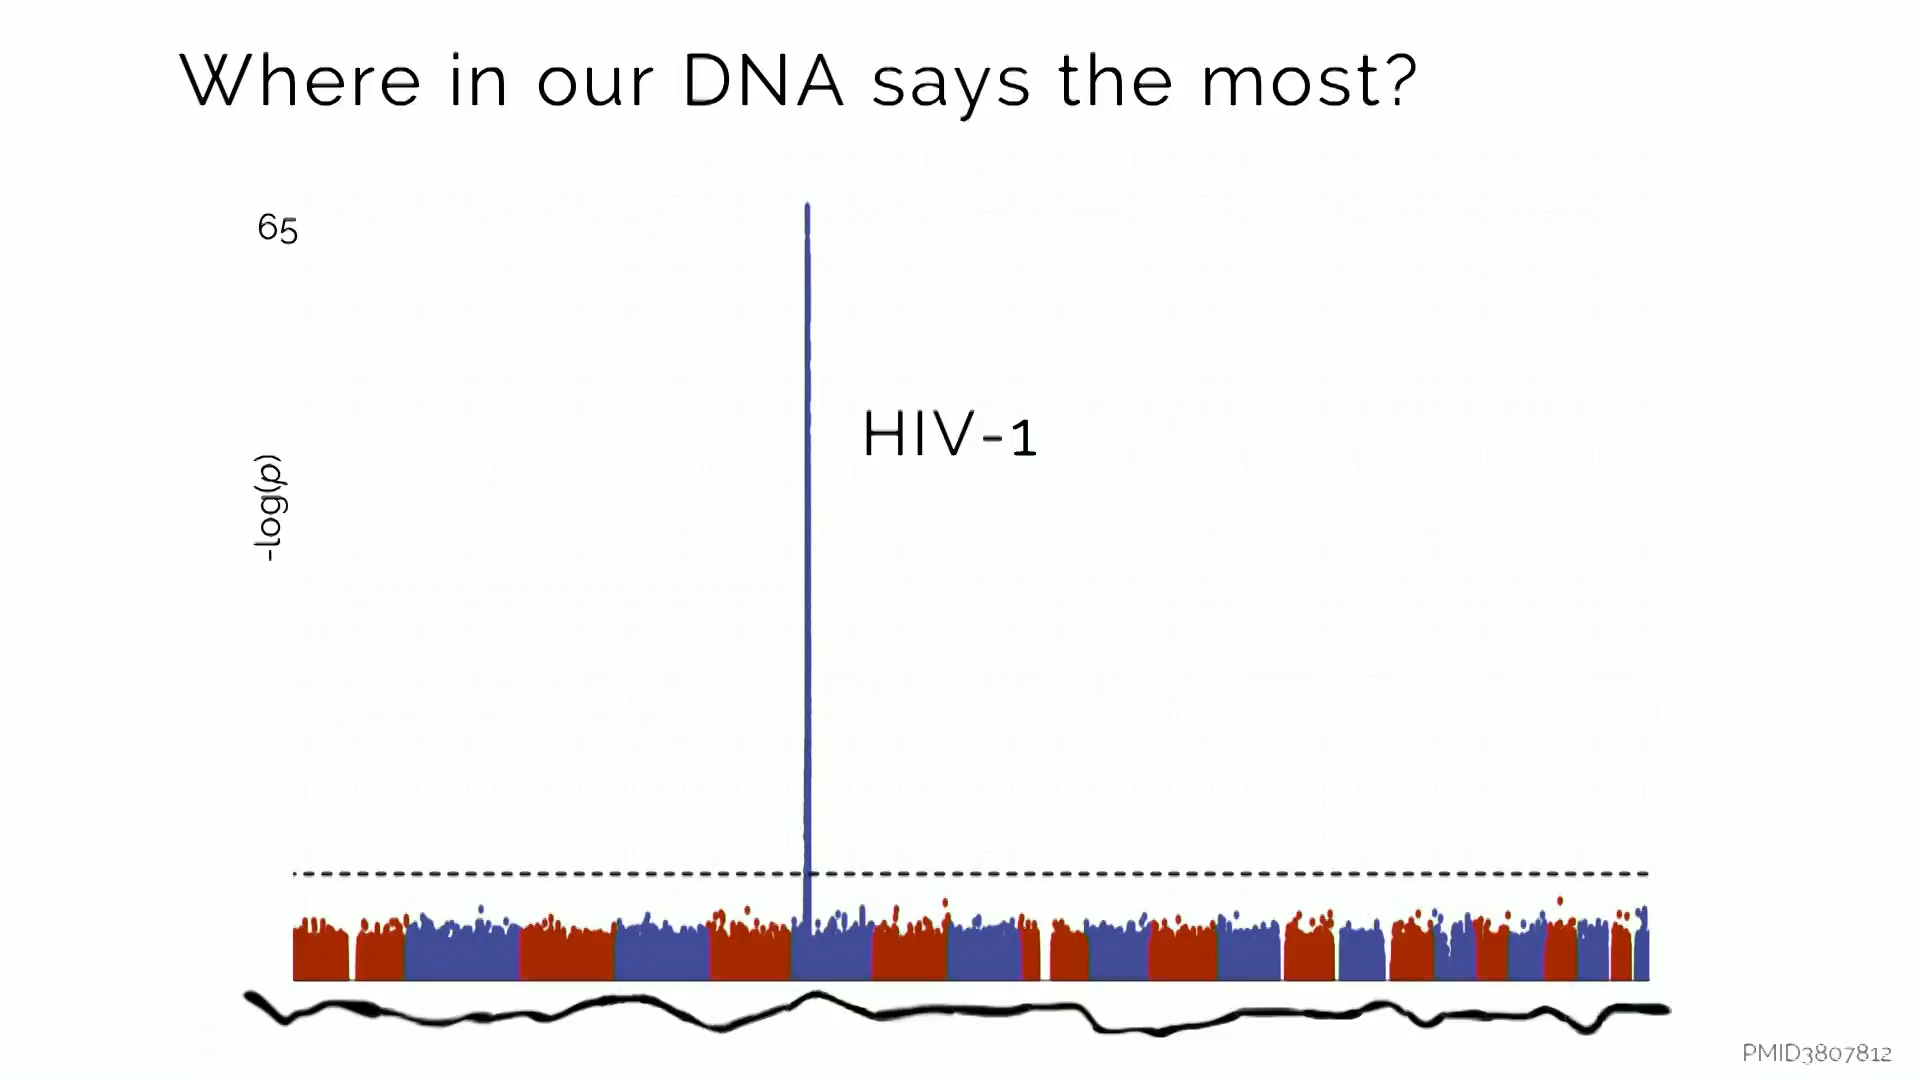 Where in our DNA says the most?
65
HIV-1
-log(p)
PMID3807812